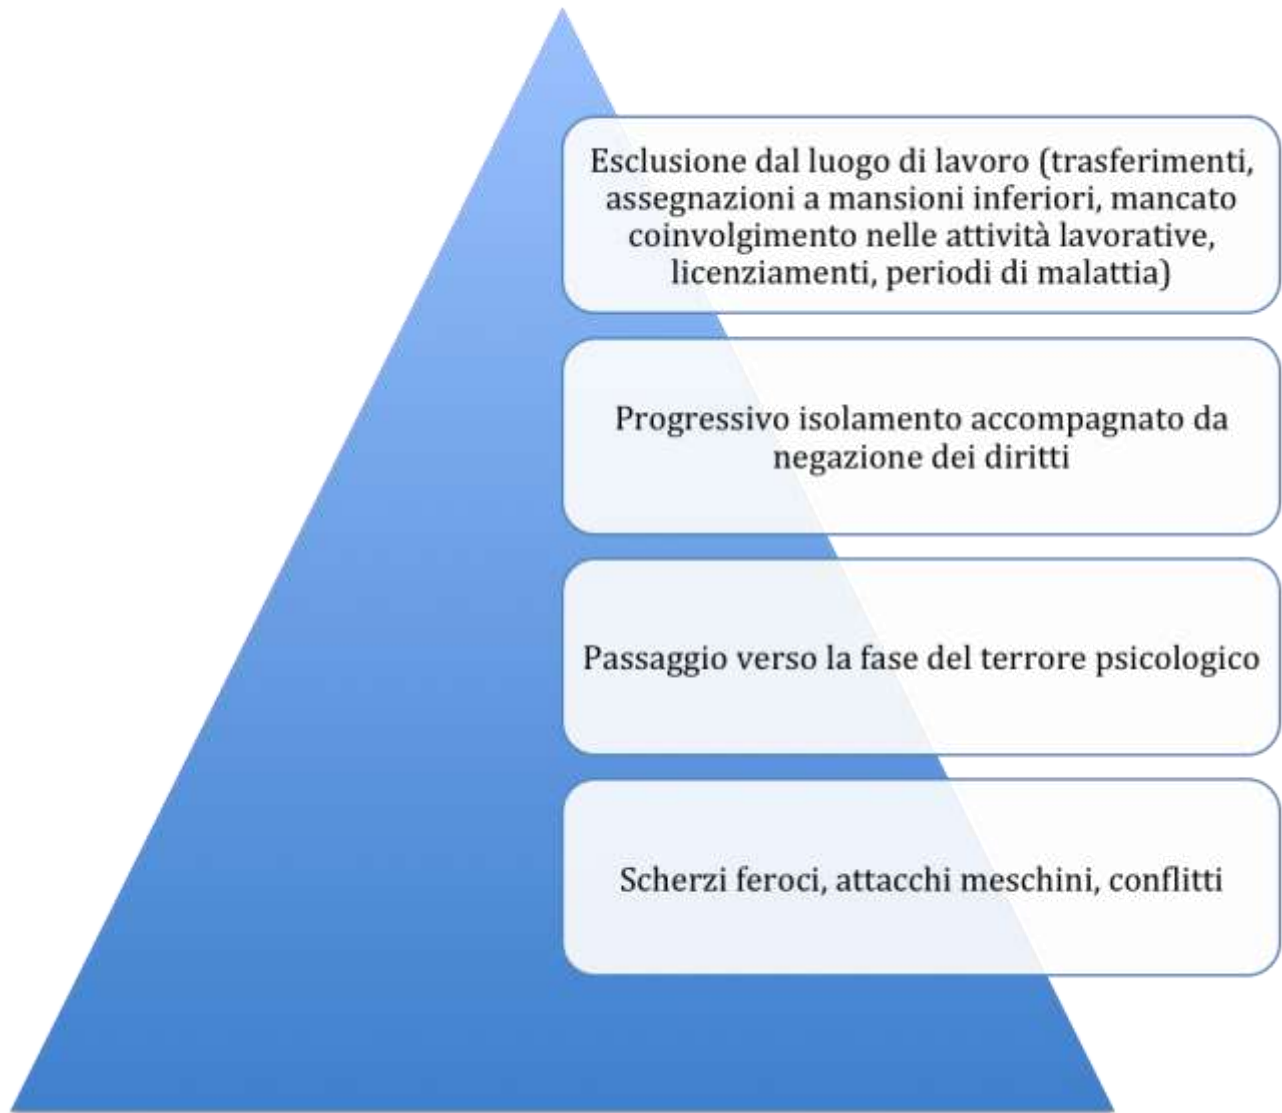 Esclusione dal luogo di lavoro (trasferimenti,
assegnazioni a mansioni inferiori, mancato
coinvolgimento nelle attività lavorative,
licenziamenti, periodi di malattia)
Progressivo isolamento accompagnato da
negazione dei diritti
Passaggio verso la fase del terrore psicologico
Scherzi feroci, attacchi meschini, conflitti